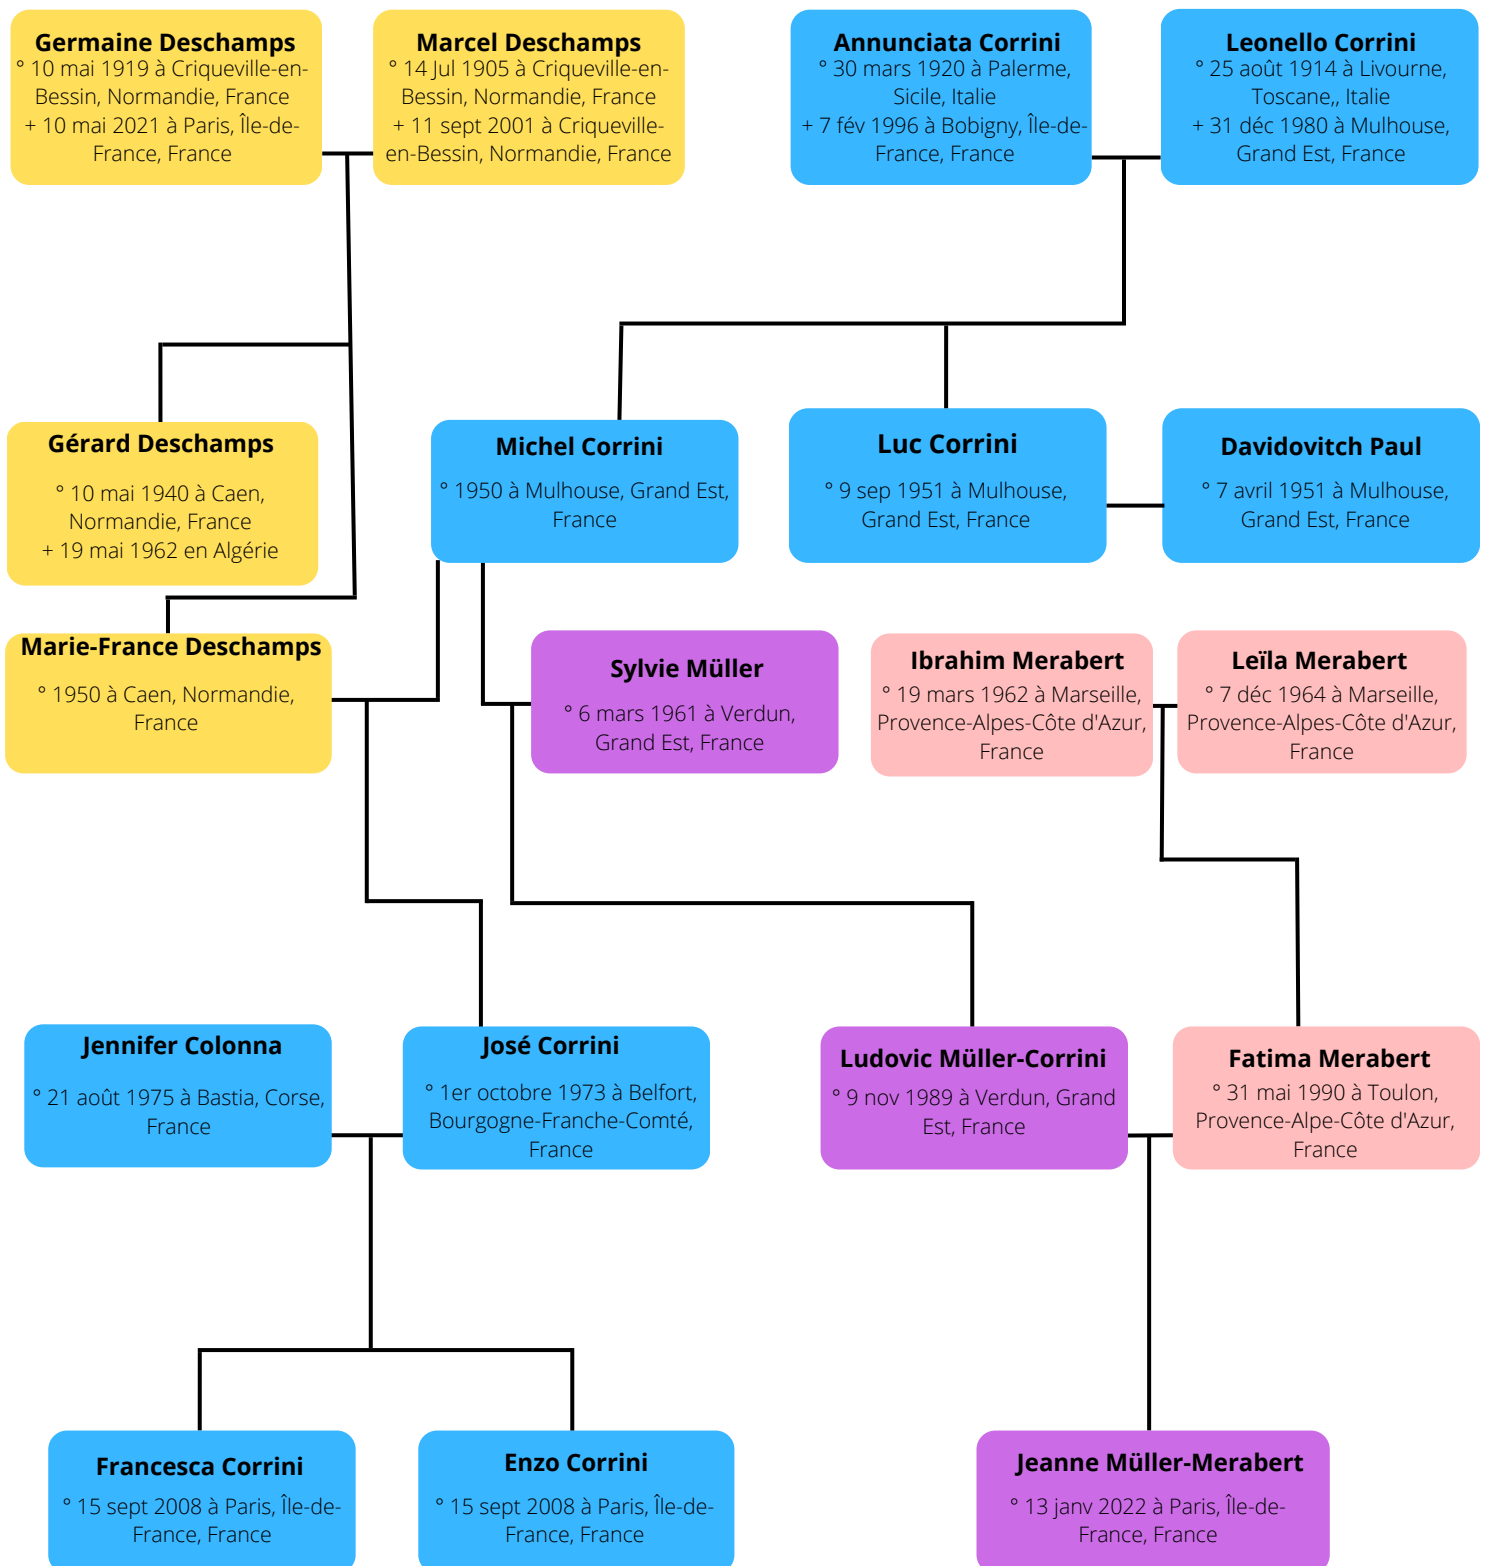 Germaine Deschamps
° 10 mai 1919 à Criqueville-en-
Bessin, Normandie, France
+ 10 mai 2021 à Paris, Île-de-
France, France
Marcel Deschamps
° 14 Jul 1905 à Criqueville-en-
Bessin, Normandie, France
+ 11 sept 2001 à Criqueville-
en-Bessin, Normandie, France
Annunciata Corrini
° 30 mars 1920 à Palerme,
Sicile, Italie
+ 7 fév 1996 à Bobigny, Île-de-
France, France
Leonello Corrini
° 25 août 1914 à Livourne,
Toscane,, Italie
+ 31 déc 1980 à Mulhouse,
Grand Est, France
Gérard Deschamps
° 10 mai 1940 à Caen,
Normandie, France
+ 19 mai 1962 en Algérie
Michel Corrini
° 1950 à Mulhouse, Grand Est,
France
Luc Corrini
° 9 sep 1951 à Mulhouse,
Grand Est, France
Davidovitch Paul
° 7 avril 1951 à Mulhouse,
Grand Est, France
Marie-France Deschamps
° 1950 à Caen, Normandie,
France
Sylvie Müller
° 6 mars 1961 à Verdun,
Grand Est, France
Ibrahim Merabert
° 19 mars 1962 à Marseille,
Provence-Alpes-Côte d'Azur,
France
Leïla Merabert
° 7 déc 1964 à Marseille,
Provence-Alpes-Côte d'Azur,
France
Jennifer Colonna
° 21 août 1975 à Bastia, Corse,
France
José Corrini
° 1er octobre 1973 à Belfort,
Bourgogne-Franche-Comté,
France
Ludovic Müller-Corrini
° 9 nov 1989 à Verdun, Grand
Est, France
Fatima Merabert
° 31 mai 1990 à Toulon,
Provence-Alpe-Côte d'Azur,
France
Francesca Corrini
° 15 sept 2008 à Paris, Île-de-
France, France
Enzo Corrini
° 15 sept 2008 à Paris, Île-de-
France, France
Jeanne Müller-Merabert
° 13 janv 2022 à Paris, Île-de-
France, France